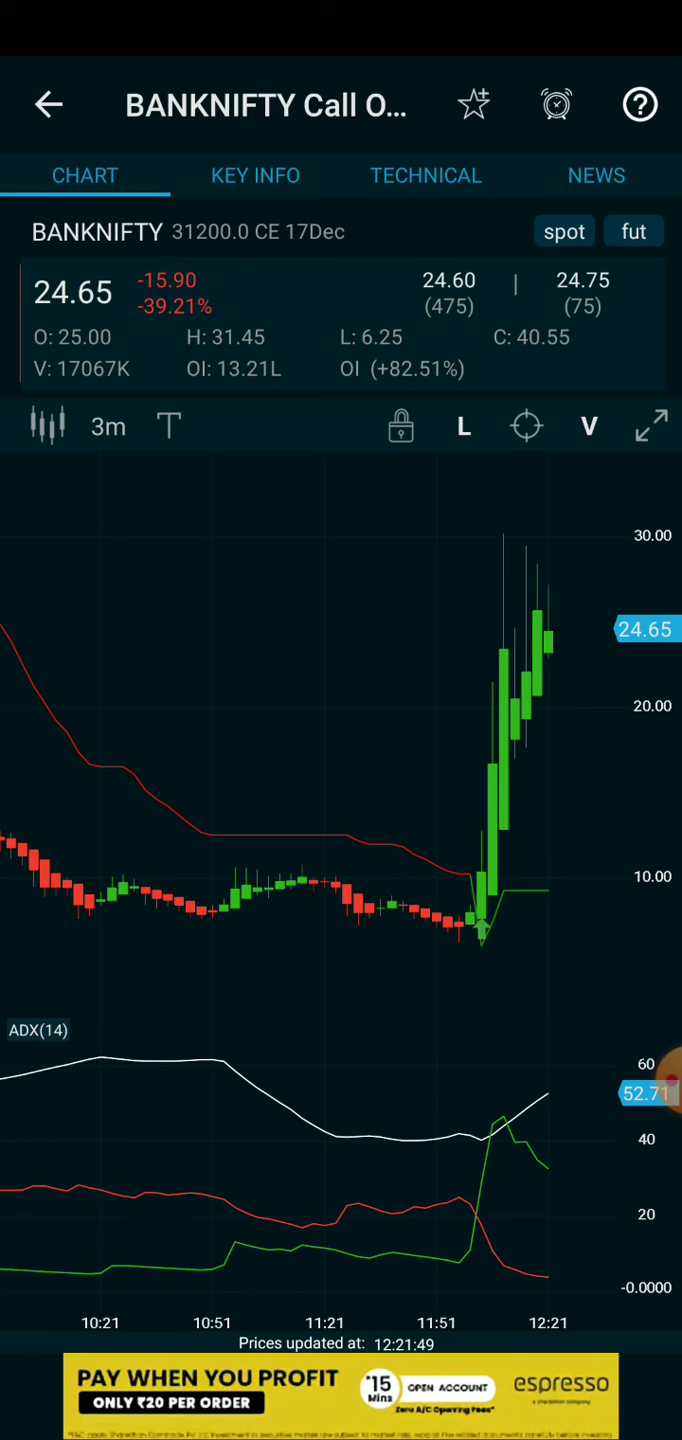 BANKNIFTY Call O...
CHART KEY INFO TECHNICAL NEWS
BANKNIFTY 31200.0 CE 17Dec spot fut
24.65 -15.90 24.60 | 24.75
-39.21% (475) (75)
O: 25.00 H: 31.45 L: 6.25 C: 40.55
V: 17067K OI: 13.21L OI (+82.51%)
3m T L V
30.00
24.65
20.00
10.00
ADX(14)
60
52.71
40
20
-0.0000
10:21 10:51 11:21 11:51 12:21
Prices updated at: 12:21:49
PAY WHEN YOU PROFIT
ONLY ₹20 PER ORDER
15 Mins OPEN ACCOUNT
Zero A/C Opening Fees*
espresso